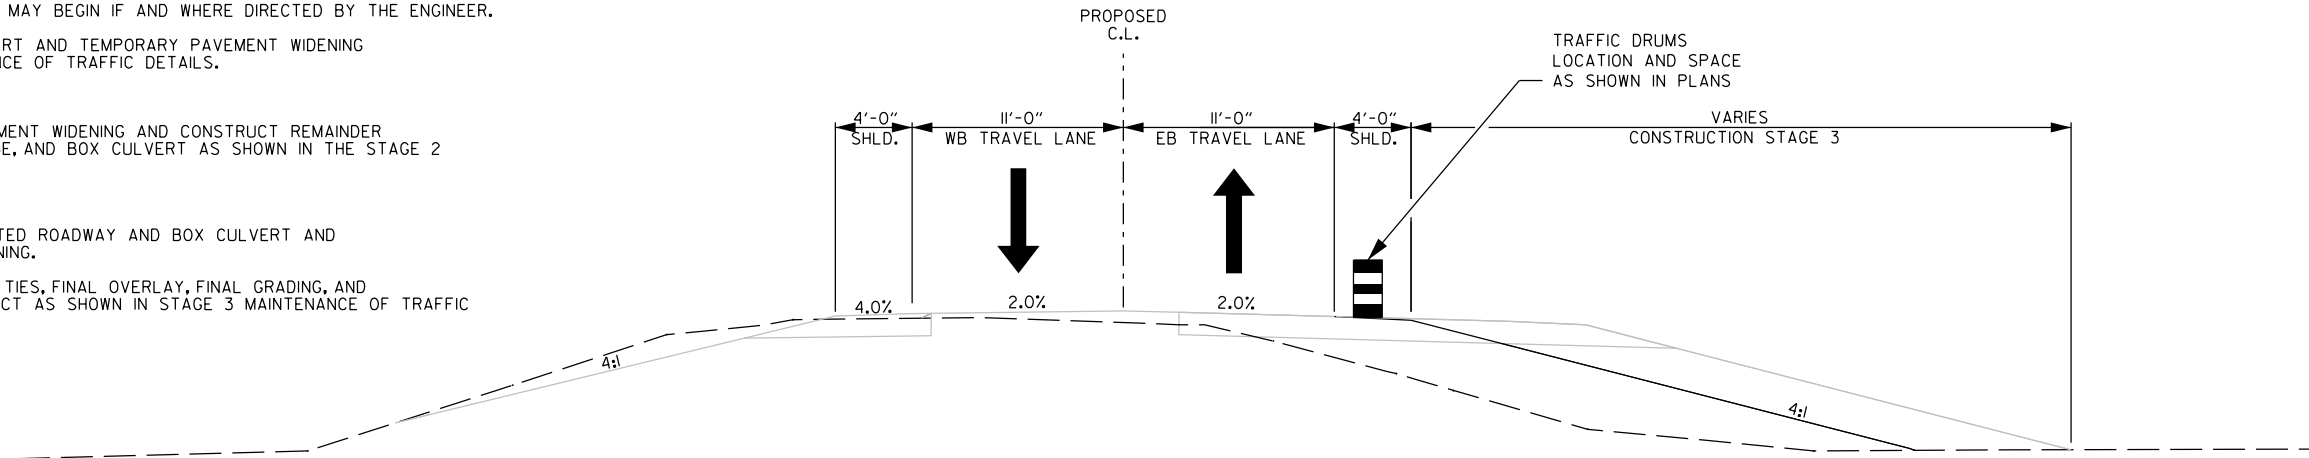 MAY BEGIN IF AND WHERE DIRECTED BY THE ENGINEER.
RT AND TEMPORARY PAVEMENT WIDENING
ICE OF TRAFFIC DETAILS.
MENT WIDENING AND CONSTRUCT REMAINDER
SE, AND BOX CULVERT AS SHOWN IN THE STAGE 2
TED ROADWAY AND BOX CULVERT AND
NING.
TIES, FINAL OVERLAY, FINAL GRADING, AND
CT AS SHOWN IN STAGE 3 MAINTENANCE OF TRAFFIC
PROPOSED
C.L.
TRAFFIC DRUMS
LOCATION AND SPACE
AS SHOWN IN PLANS
4'-0" 11'-0" 11'-0" 4'-0" VARIES
SHLD. WB TRAVEL LANE EB TRAVEL LANE SHLD. CONSTRUCTION STAGE 3
4.0% 2.0% 2.0%
4:1
4:1